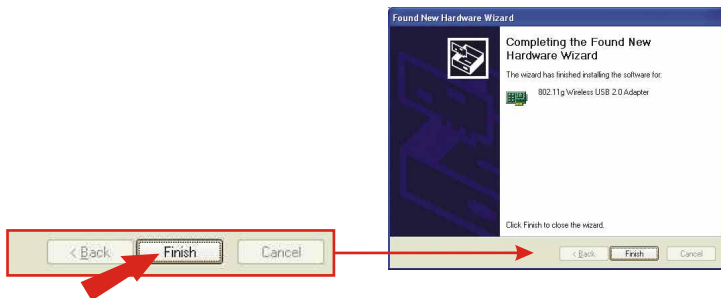 Found New Hardware Wizard
Completing the Found New
Hardware Wizard
The wizard has finished installing the software for:
802.11g Wireless USB 2.0 Adapter
Click Finish to close the wizard.
< Back Finish Cancel
< Back Finish Cancel